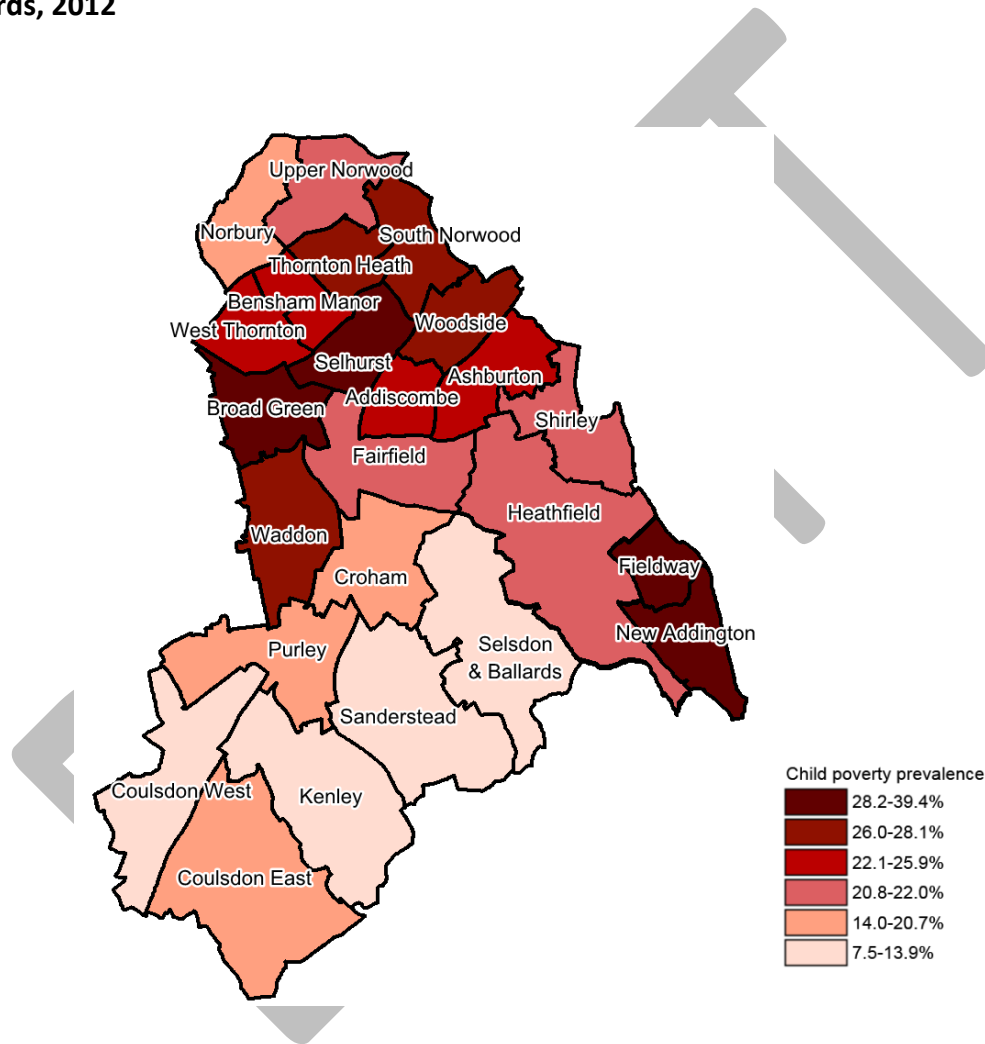 rds, 2012
Upper Norwood
Norbury
South Norwood
Thornton Heath
Bensham Manor
West Thornton
Woodside
Selhurst
Ashburton
Addiscombe
Broad Green
Shirley
Fairfield
Heathfield
Waddon
Fieldway
Croham
New Addington
Purley
Selsdon
& Ballards
Sanderstead
Coulsdon West
Kenley
Coulsdon East
Child poverty prevalence
28.2-39.4%
26.0-28.1%
22.1-25.9%
20.8-22.0%
14.0-20.7%
7.5-13.9%